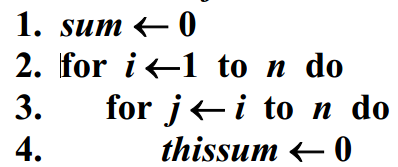 1. sum ← 0
2. for i ←1 to n do
3. for j ← i to n do
4. thissum ← 0